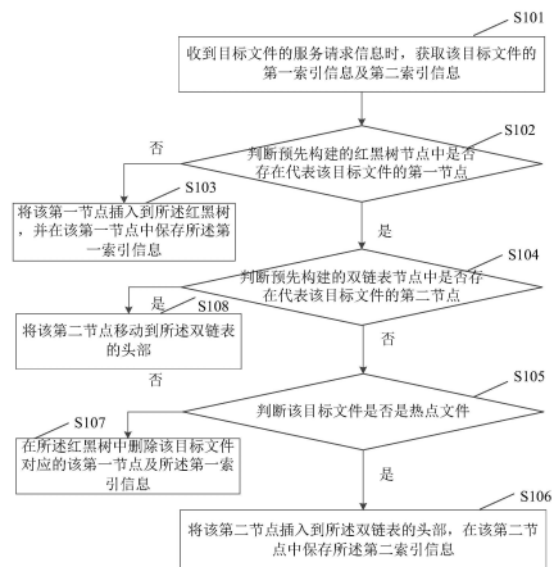 S101
收到目标文件的服务请求信息时，获取该目标文件的
第一索引信息及第二索引信息
S102
判断预先构建的红黑树节点中是否
存在代表该目标文件的第一节点
否
S103
将该第一节点插入到所述红黑树
，并在该第一节点中保存所述第
一索引信息
是
S104
判断预先构建的双链表节点中是否存
在代表该目标文件的第二节点
是
S108
将该第二节点移动到所述双链表
的头部
否
S105
判断该目标文件是否是热点文件
否
S107
在所述红黑树中删除该目标文件
对应的该第一节点及所述第一索
引信息
是
S106
将该第二节点插入到所述双链表的头部，在该第二节
点中保存所述第二索引信息